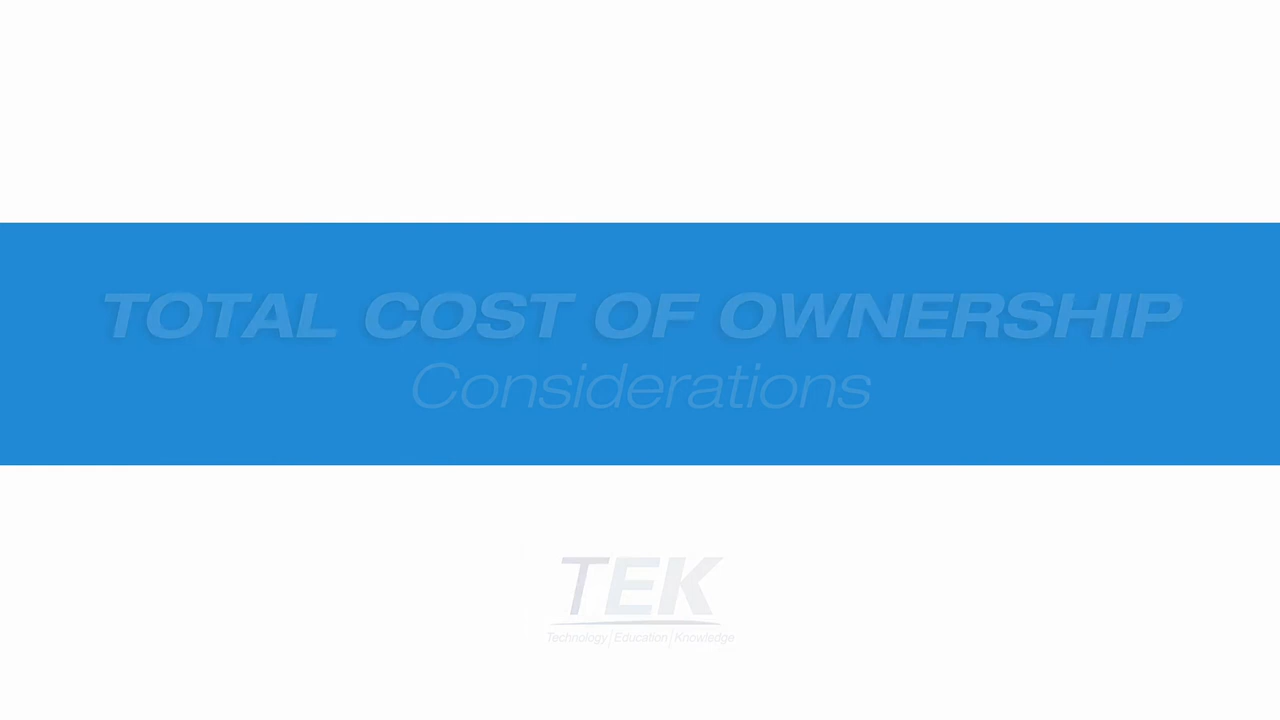 TOTAL COST OF OWNERSHIP
Considerations
TEK
Technology | Education | Knowledge